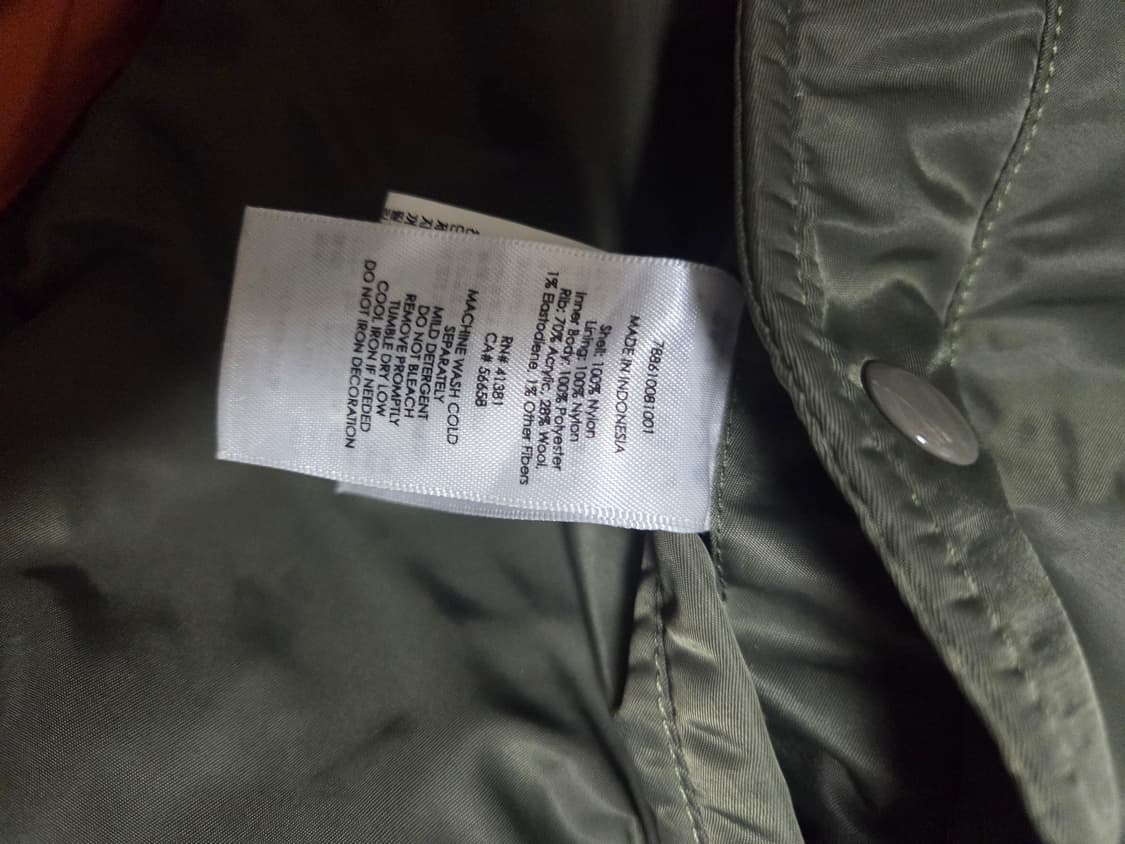 768610081001
MADE IN INDONESIA
Shell: 100% Nylon
Lining: 100% Nylon
Inner Body: 100% Polyester
Rib: 70% Acrylic, 28% Wool,
1% Elastodiene, 1% Other Fibers
RN# 41381
CA# 56658
MACHINE WASH COLD
SEPARATELY
MILD DETERGENT
DO NOT BLEACH
REMOVE PROMPTLY
TUMBLE DRY LOW
COOL IRON IF NEEDED
DO NOT IRON DECORATION